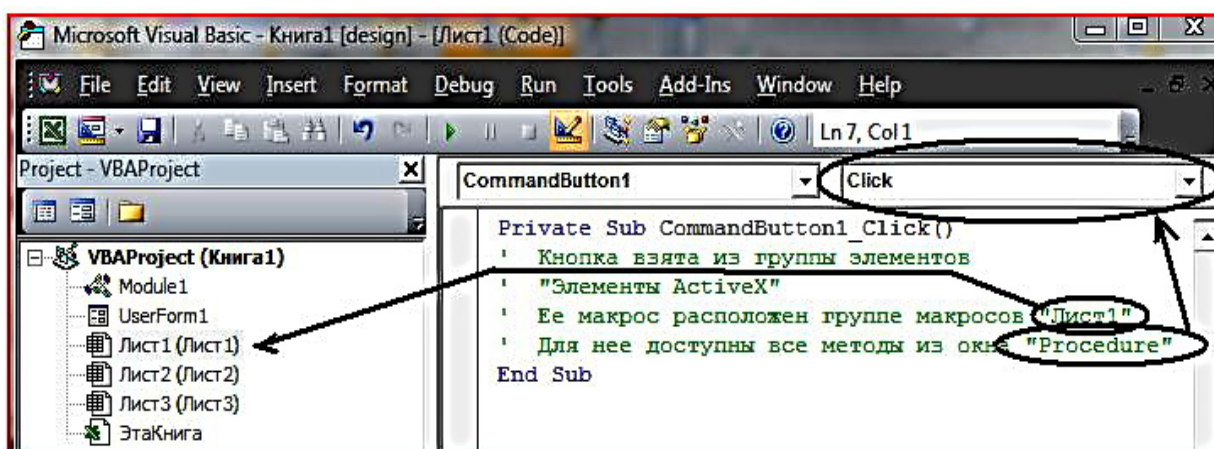 Microsoft Visual Basic - Книга1 [design] - [Лист1 (Code)]
File Edit View Insert Format Debug Run Tools Add-Ins Window Help
Ln 7, Col 1
Project - VBAProject
VBAProject (Книга1)
Module1
UserForm1
Лист1 (Лист1)
Лист2 (Лист2)
Лист3 (Лист3)
ЭтаКнига
CommandButton1 Click
Private Sub CommandButton1_Click()
' Кнопка взята из группы элементов
' "Элементы ActiveX"
' Ее макрос расположен группе макросов "Лист1"
' Для нее доступны все методы из окна "Procedure"
End Sub